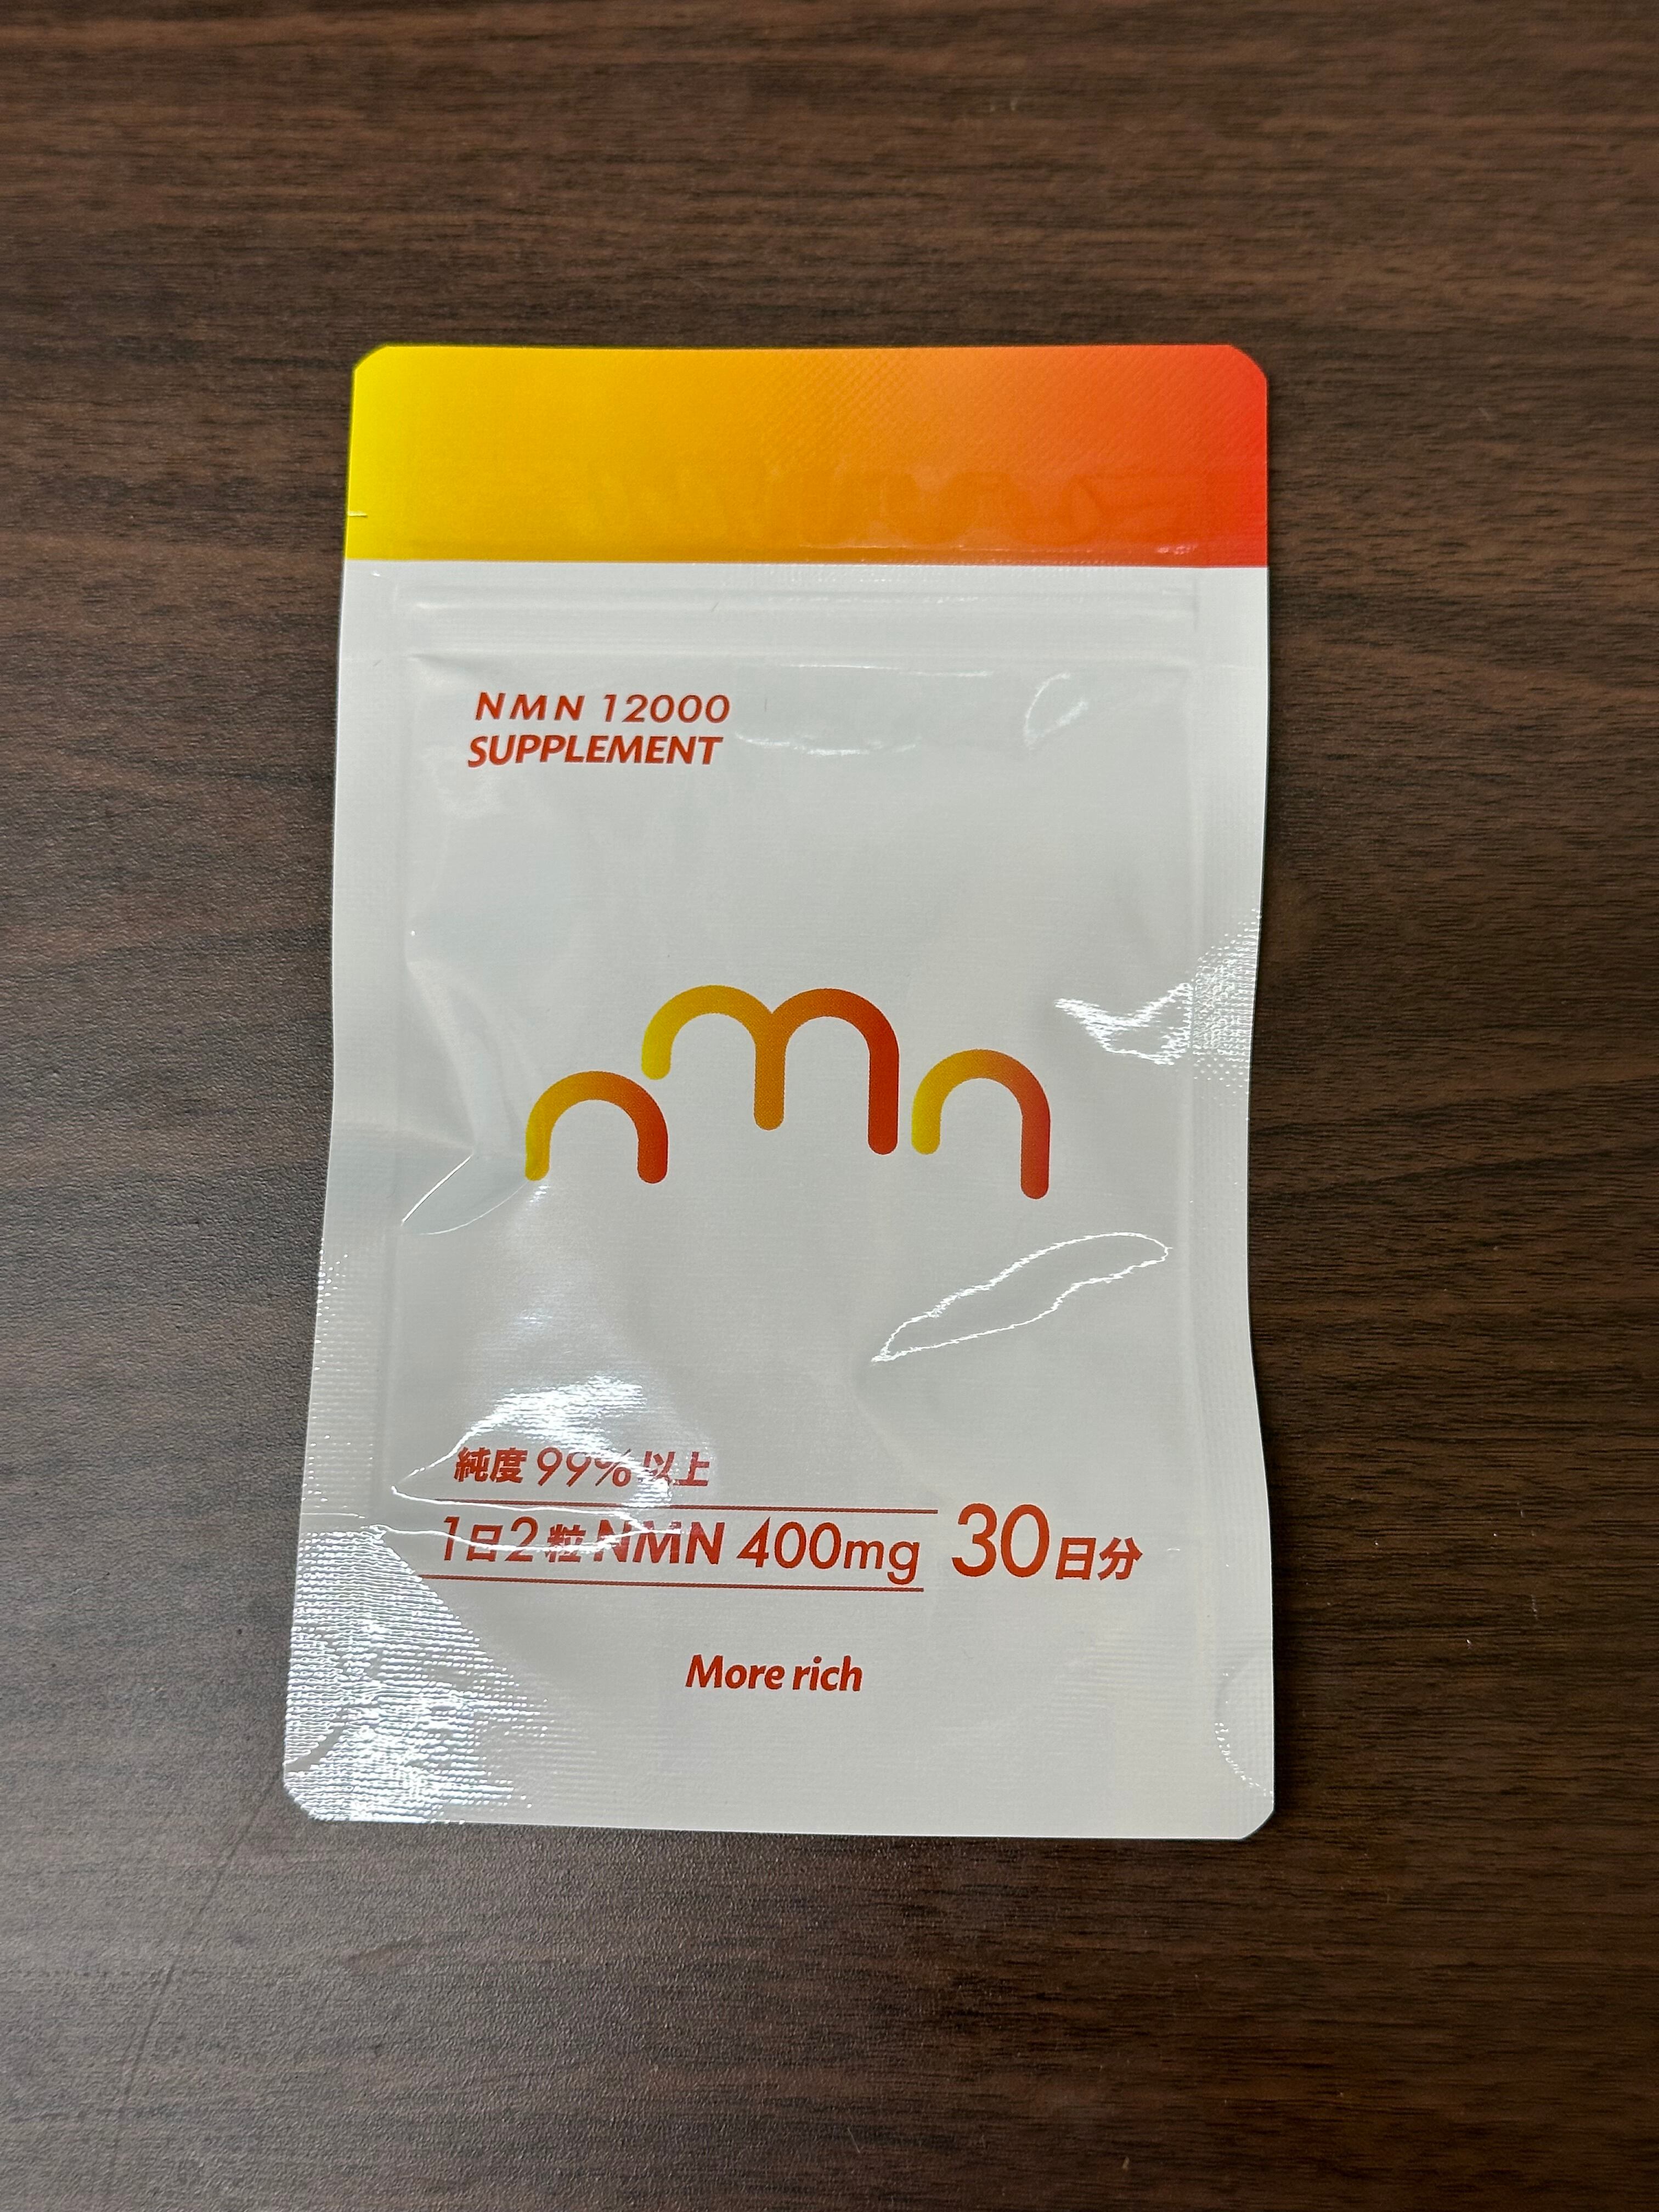 NMN 12000
SUPPLEMENT
nmn
純度 99% 以上
1日2粒 NMN 400mg 30日分
More rich